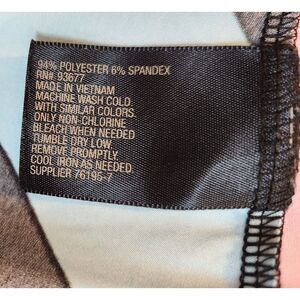 94% POLYESTER 6% SPANDEX
RN# 93677
MADE IN VIETNAM
MACHINE WASH COLD
WITH SIMILAR COLORS.
ONLY NON-CHLORINE
BLEACH WHEN NEEDED
TUMBLE DRY LOW.
REMOVE PROMPTLY.
COOL IRON AS NEEDED.
SUPPLIER 76195-7